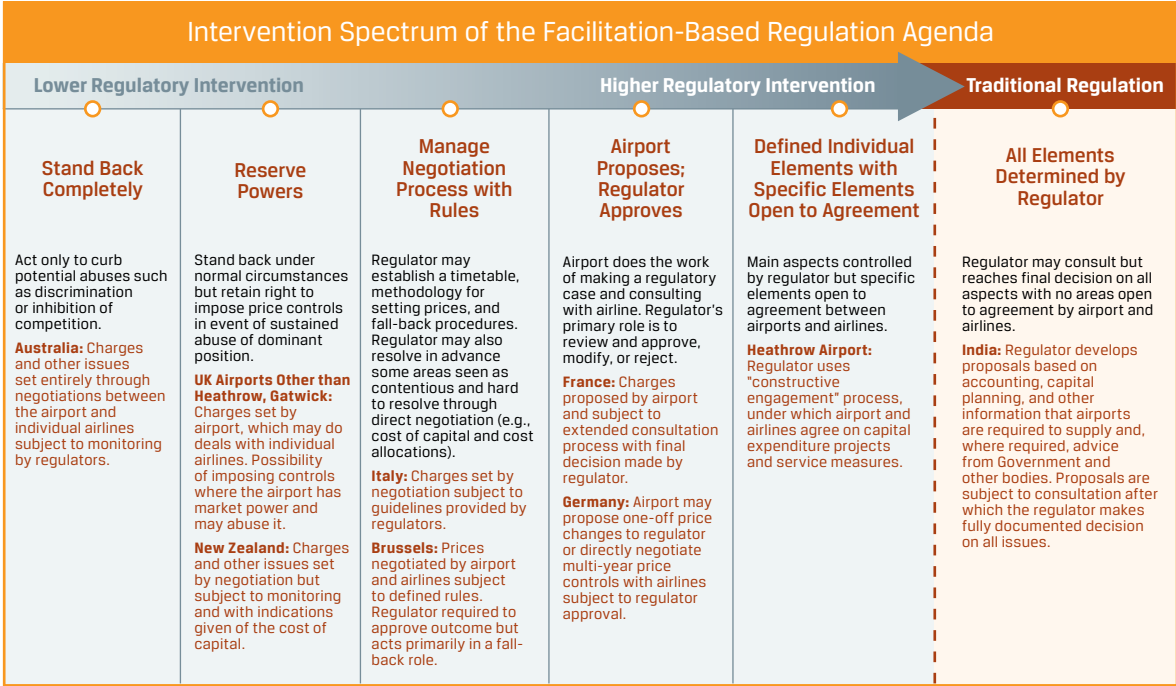 Intervention Spectrum of the Facilitation-Based Regulation Agenda
Lower Regulatory Intervention
Higher Regulatory Intervention
Traditional Regulation
Stand Back
Completely
Act only to curb
potential abuses such
as discrimination
or inhibition of
competition.
Australia: Charges
and other issues
set entirely through
negotiations between
the airport and
individual airlines
subject to monitoring
by regulators.
Reserve
Powers
Stand back under
normal circumstances
but retain right to
impose price controls
in event of sustained
abuse of dominant
position.
UK Airports Other than
Heathrow, Gatwick:
Charges set by
airport, which may do
deals with individual
airlines. Possibility
of imposing controls
where the airport has
market power and
may abuse it.
New Zealand: Charges
and other issues set
by negotiation but
subject to monitoring
and with indications
given of the cost of
capital.
Manage
Negotiation
Process with
Rules
Regulator may
establish a timetable,
methodology for
setting prices, and
fall-back procedures.
Regulator may also
resolve in advance
some areas seen as
contentious and hard
to resolve through
direct negotiation (e.g.,
cost of capital and cost
allocations).
Italy: Charges set by
negotiation subject to
guidelines provided by
regulators.
Brussels: Prices
negotiated by airport
and airlines subject
to defined rules.
Regulator required to
approve outcome but
acts primarily in a fall-
back role.
Airport
Proposes;
Regulator
Approves
Airport does the work
of making a regulatory
case and consulting
with airline. Regulator's
primary role is to
review and approve,
modify, or reject.
France: Charges
proposed by airport
and subject to
extended consultation
process with final
decision made by
regulator.
Germany: Airport may
propose one-off price
changes to regulator
or directly negotiate
multi-year price
controls with airlines
subject to regulator
approval.
Defined Individual
Elements with
Specific Elements
Open to Agreement
Main aspects controlled
by regulator but specific
elements open to
agreement between
airports and airlines.
Heathrow Airport:
Regulator uses
"constructive
engagement" process,
under which airport and
airlines agree on capital
expenditure projects
and service measures.
All Elements
Determined by
Regulator
Regulator may consult but
reaches final decision on all
aspects with no areas open
to agreement by airport and
airlines.
India: Regulator develops
proposals based on
accounting, capital
planning, and other
information that airports
are required to supply and,
where required, advice
from Government and
other bodies. Proposals are
subject to consultation after
which the regulator makes
fully documented decision
on all issues.